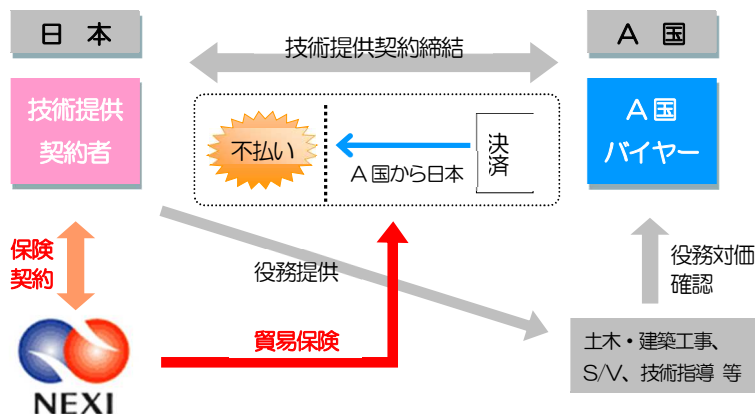 日 本
A 国
技術提供契約締結
技術提供
契約者
A国
バイヤー
不払い
決済
A国から日本
保険
契約
役務提供
役務対価
確認
貿易保険
土木・建築工事、
S/V、技術指導 等
NEXI